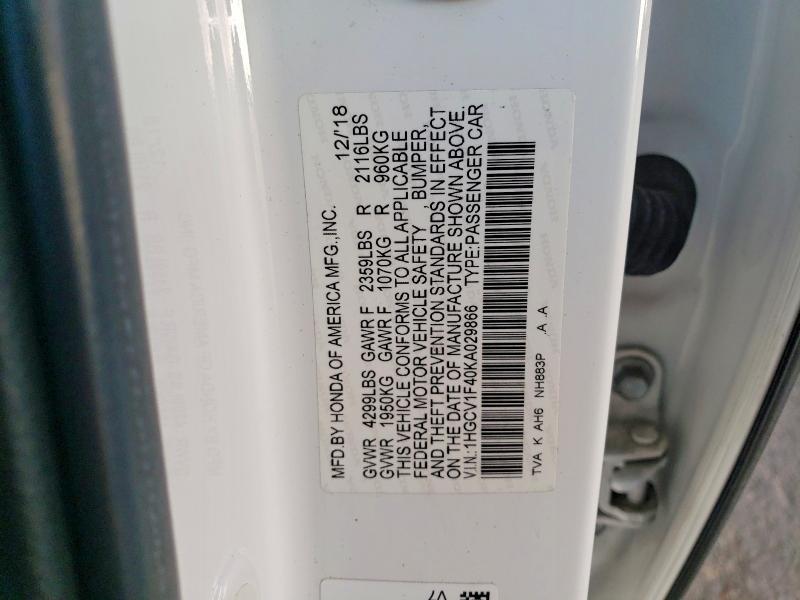 MFD.BY HONDA OF AMERICA MFG.,INC. 12/'18
GVWR 4299LBS GAWR F 2359LBS R 2116LBS
GVWR 1950KG GAWR F 1070KG R 960KG
THIS VEHICLE CONFORMS TO ALL APPLICABLE
FEDERAL MOTOR VEHICLE SAFETY BUMPER,
AND THEFT PREVENTION STANDARDS IN EFFECT
ON THE DATE OF MANUFACTURE SHOWN ABOVE.
V.I.N.:1HGCV1F40KA029866 TYPE:PASSENGER CAR
TVA K AH6 NH883P .A .A